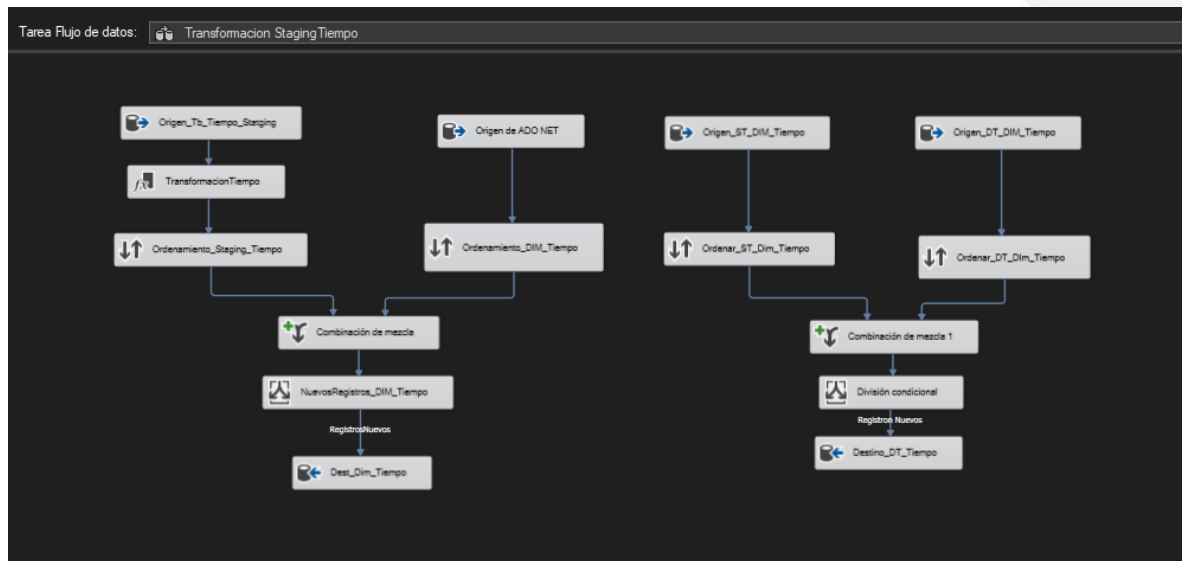 Tarea Flujo de datos: Transformacion StagingTiempo
Origen_Tb_Tiempo_Statging
Origen de ADO NET
Origen_ST_DIM_Tiempo
Origen_DT_DIM_Tiempo
TransformacionTiempo
Ordenamiento_Staging_Tiempo
Ordenamiento_DIM_Tiempo
Ordenar_ST_Dim_Tiempo
Ordenar_DT_DIm_Tiempo
Combinación de mezcla
Combinación de mezcla 1
NuevosRegistros_DIM_Tiempo
División condicional
RegistrosNuevos
Registron Nuevos
Dest_Dim_Tiempo
Destino_DT_Tiempo